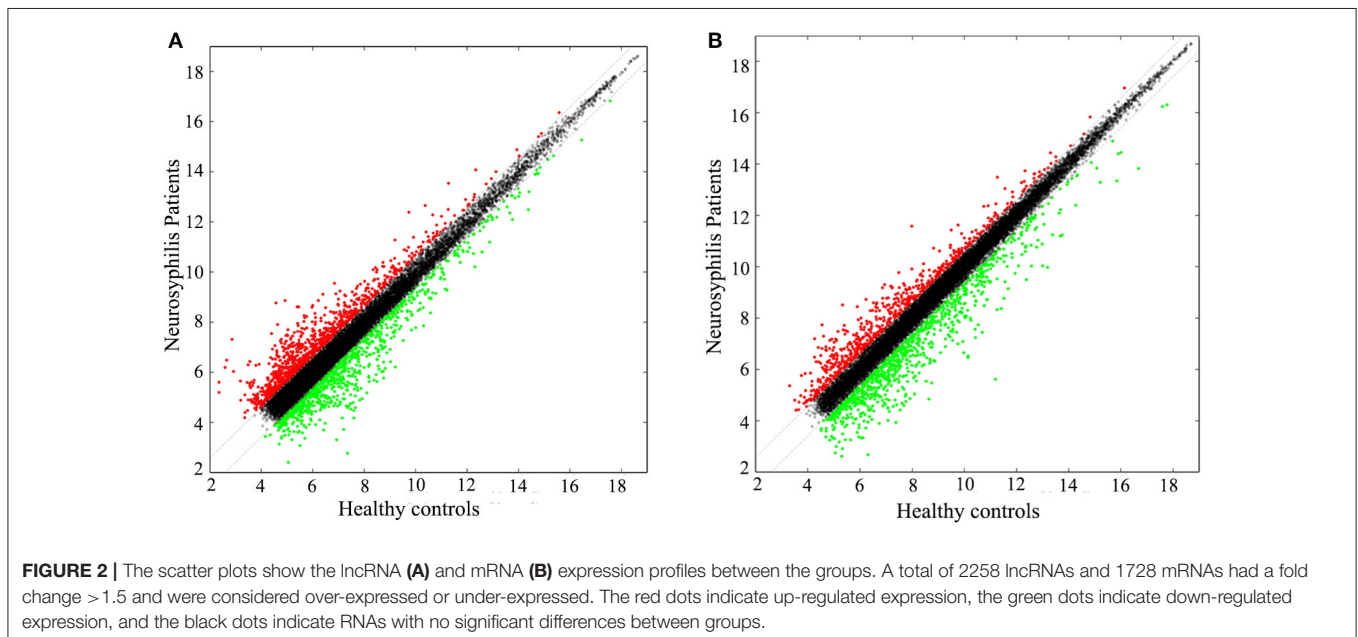 A
B
18
16
14
12
10
8
6
4
2
Neurosyphilis Patients
2 4 6 8 10 12 14 16 18
Healthy controls
18
16
14
12
10
8
6
4
2
Neurosyphilis Patients
2 4 6 8 10 12 14 16 18
Healthy controls
FIGURE 2 | The scatter plots show the lncRNA (A) and mRNA (B) expression profiles between the groups. A total of 2258 lncRNAs and 1728 mRNAs had a fold
change >1.5 and were considered over-expressed or under-expressed. The red dots indicate up-regulated expression, the green dots indicate down-regulated
expression, and the black dots indicate RNAs with no significant differences between groups.